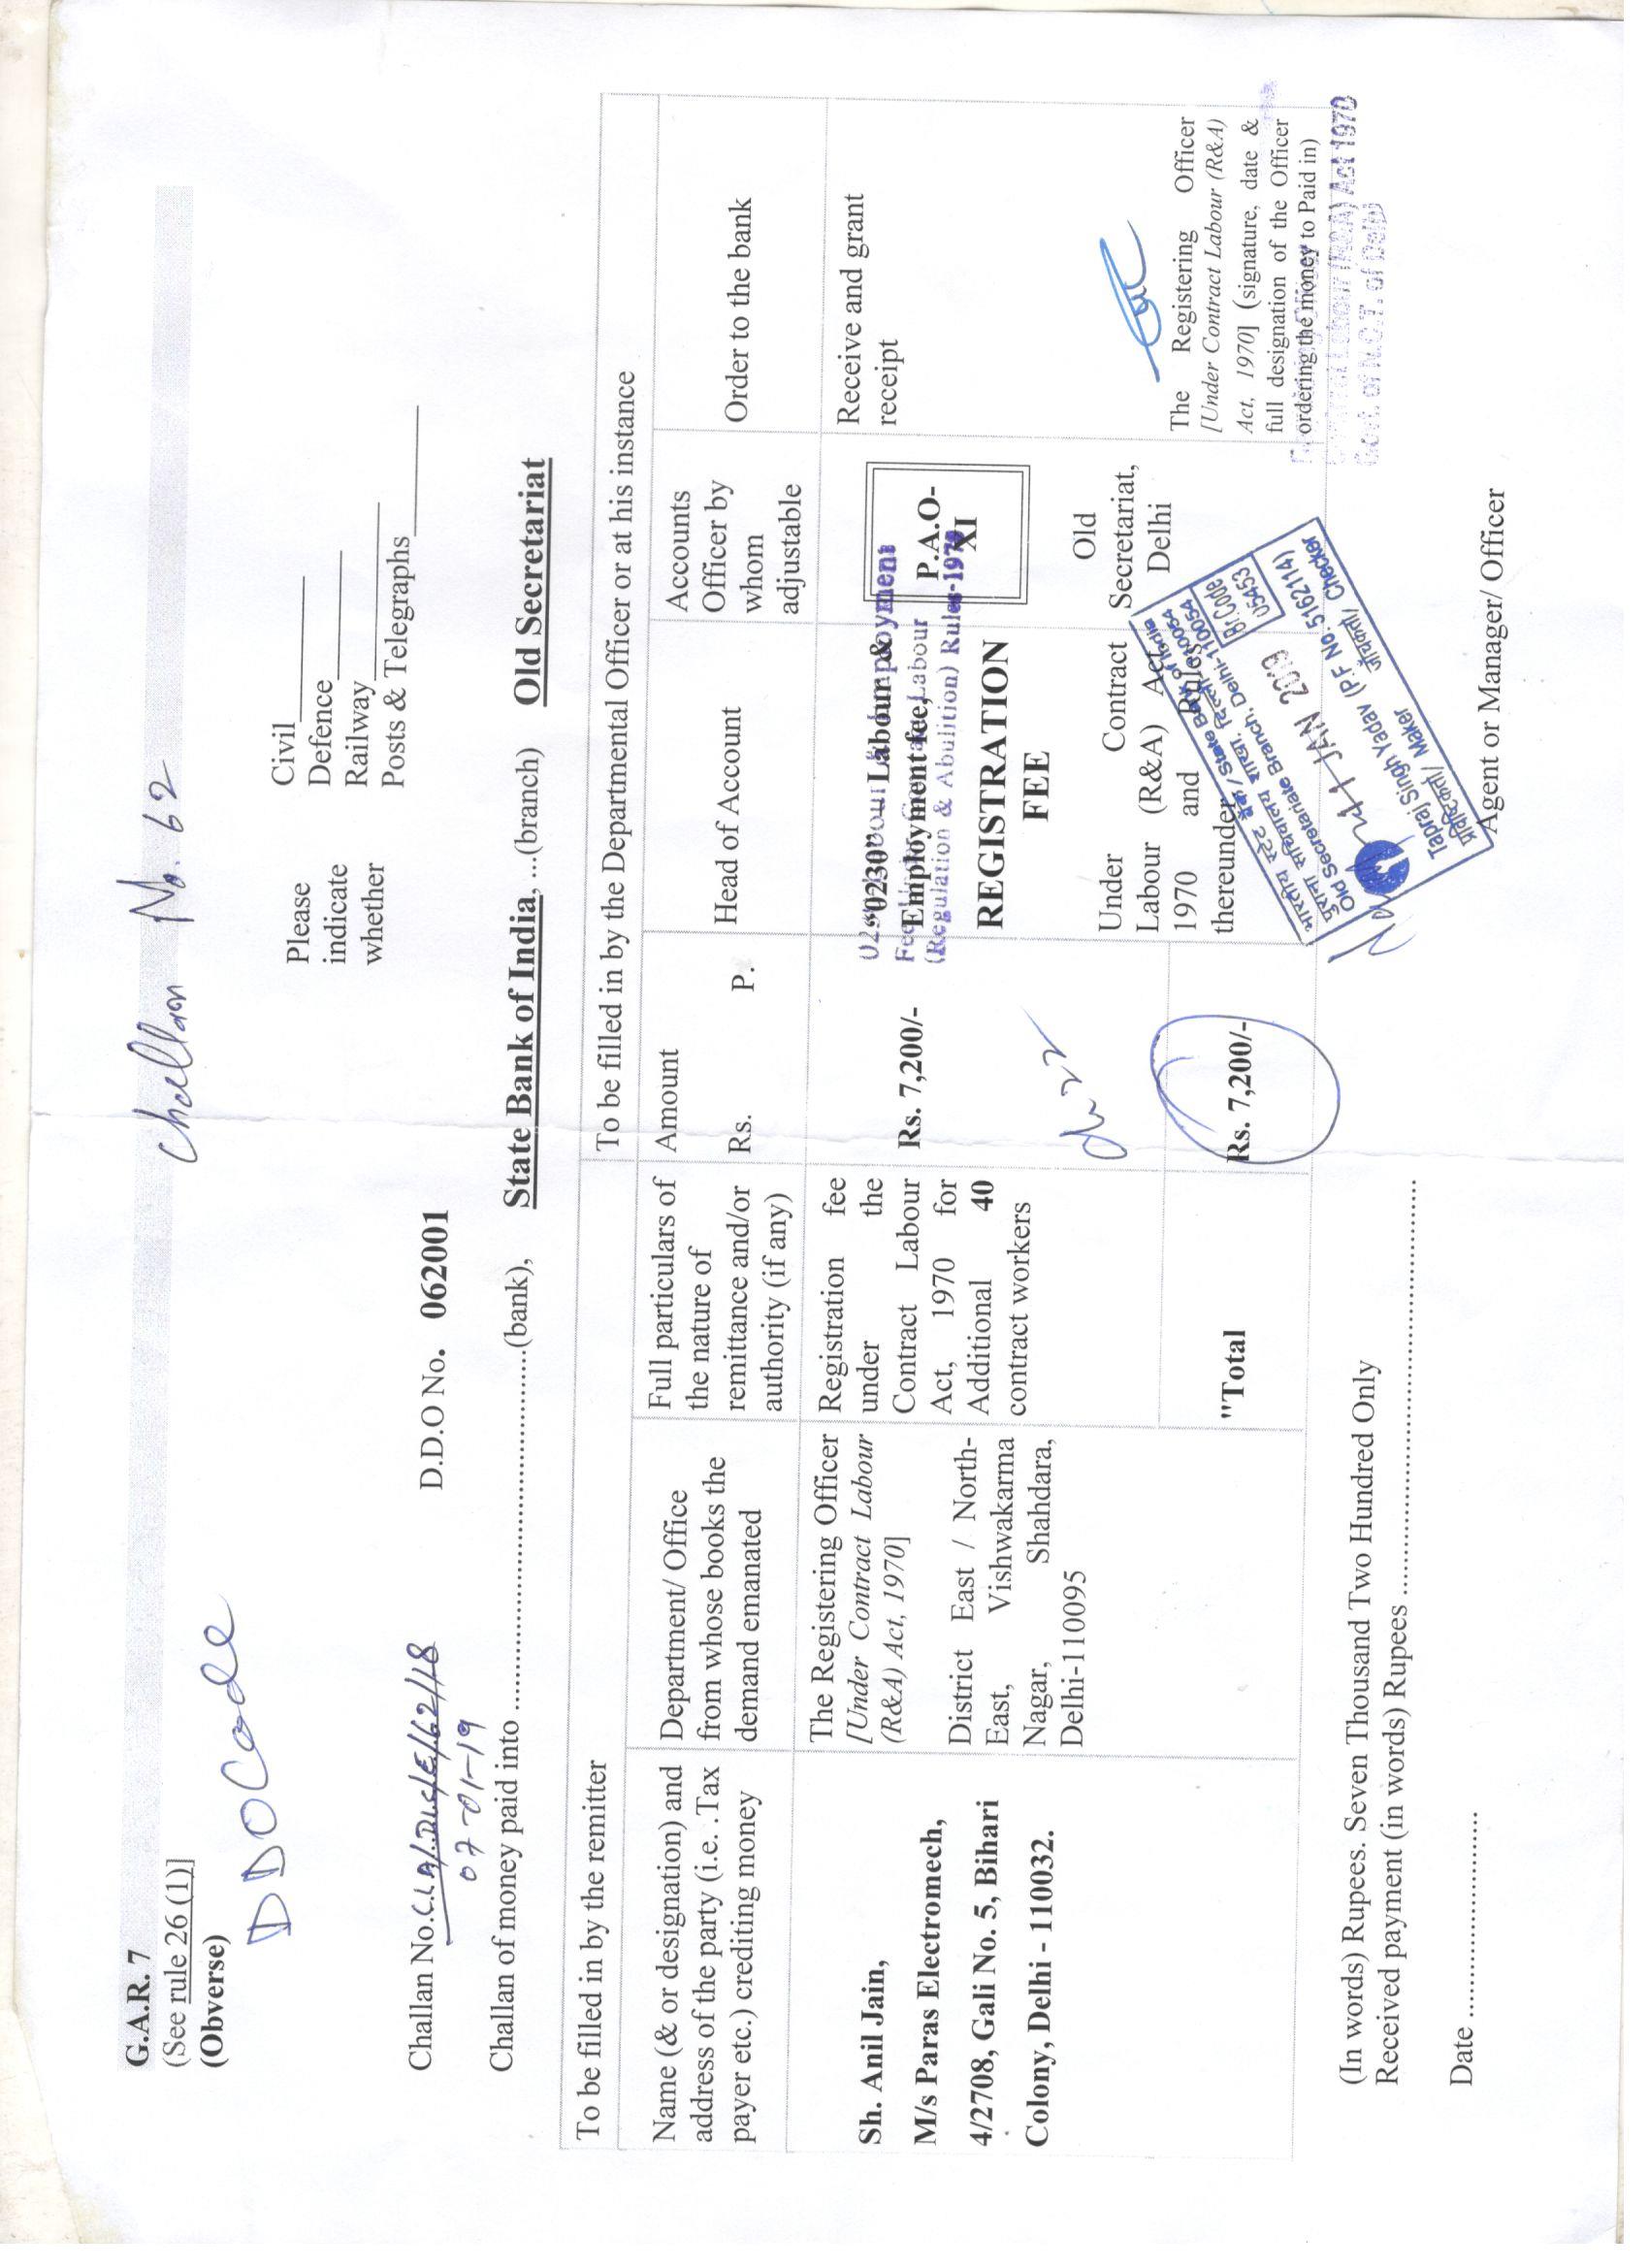 Challan No. 62
G.A.R. 7
(See rule 26 (1)]
(Obverse)
DDOCode
Please
indicate
whether
Civil
Defence
Railway
Posts & Telegraphs
Challan No.
62/18
07-01-19
D.D.O No. 062001
Challan of money paid into ...(bank), State Bank of India, ...(branch) Old Secretariat
To be filled in by the remitter
To be filled in by the Departmental Officer or at his instance
Name (& or designation) and
address of the party (i.e. .Tax
payer etc.) crediting money
Department/ Office
from whose books the
demand emanated
Full particulars of
the nature of
remittance and/or
authority (if any)
Amount
Rs. P.
Head of Account
Accounts
Officer by
whom
adjustable
Order to the bank
Sh. Anil Jain,
M/s Paras Electromech,
4/2708, Gali No. 5, Bihari
Colony, Delhi - 110032.
The Registering Officer
[Under Contract Labour
(R&A) Act, 1970]
District East / North-
East, Vishwakarma
Nagar, Shahdara,
Delhi-110095
Registration fee
under the
Contract Labour
Act, 1970 for
Additional 40
contract workers
Rs. 7,200/-
"0230" Labour &
Employment fee, Labour
(Regulation & Abulition) Rules-1970
REGISTRATION
FEE
Under Contract
Labour (R&A) Act
1970 and Rules
thereunder
P.A.O-
XI
Old
Secretariat,
Delhi
Receive and grant
receipt
The Registering Officer
[Under Contract Labour (R&A)
Act, 1970] (signature, date &
full designation of the Officer
ordering the money to Paid in)
Contract Labour (R&A) Act 1970
Govt. of N.C.T. of Delhi
"Total
Rs. 7,200/-
भारतीय स्टेट बैंक / State Bank of India
पुराना सचिवालय शाखा, दिल्ली-110054
Old Secretariate Branch, Delhi-110054
Br. Code
05453
JAN 2019
Tapraj Singh Yadav (P.F No. 5162114)
Maker
Checker
(In words) Rupees. Seven Thousand Two Hundred Only
Received payment (in words) Rupees
Date
Agent or Manager/ Officer